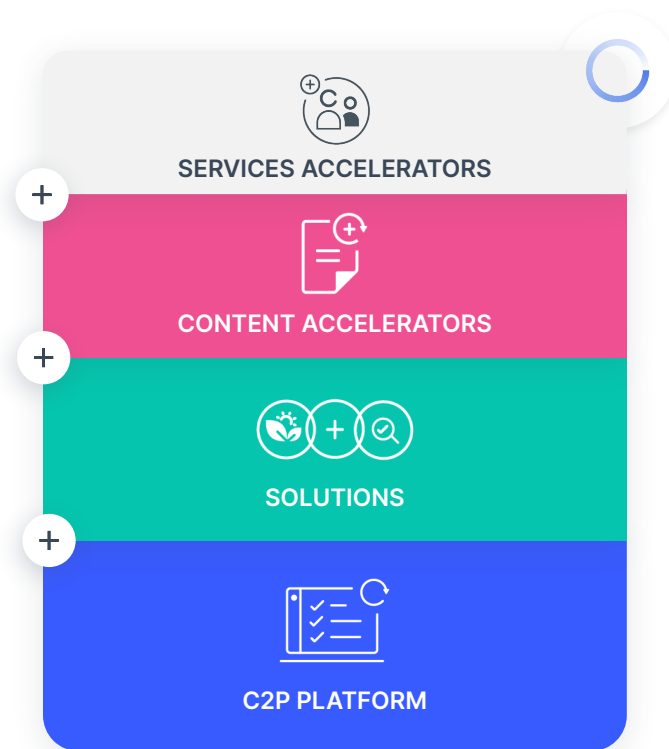 SERVICES ACCELERATORS
CONTENT ACCELERATORS
SOLUTIONS
C2P PLATFORM